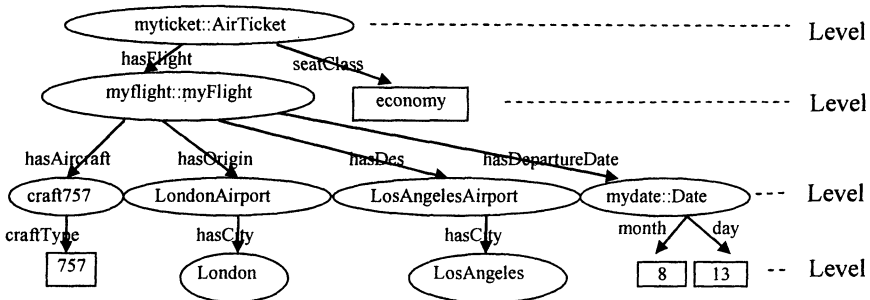 myticket::AirTicket
Level
hasFlight
seatClass
myflight::myFlight
economy
Level
hasAircraft
hasOrigin
hasDes
hasDepartureDate
craft757
LondonAirport
LosAngelesAirport
mydate::Date
Level
craftType
hasCity
hasCity
month
day
757
London
LosAngeles
8
13
Level